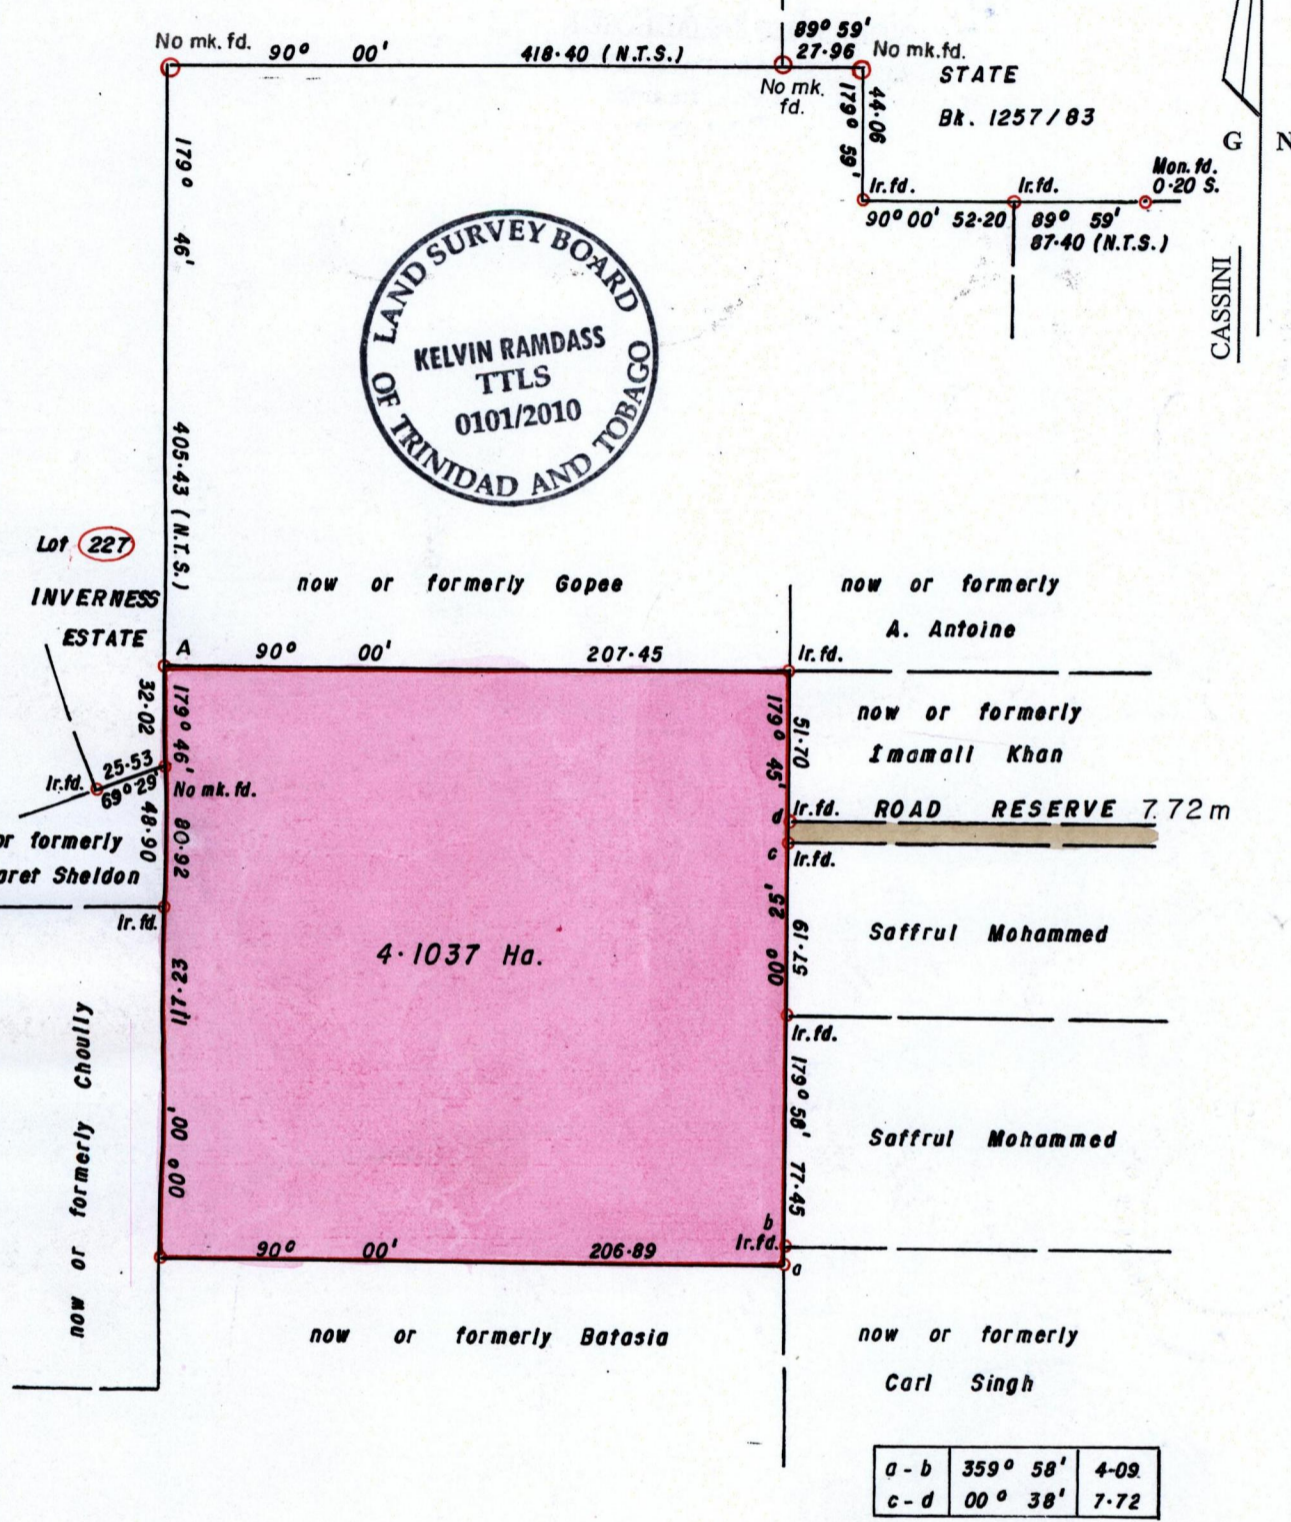 89° 59'
27·96
No mk. fd.
90° 00' 418·40 (N.T.S.)
No mk.fd.
No mk.
fd.
STATE
Bk. 1257/83
44·06
179° 59'
G N
Mon.fd.
0·20 S.
Ir.fd.
Ir.fd.
90°00' 52·20
89° 59'
87·40 (N.T.S.)
CASSINI
179° 46' 405·43 (N.T.S.)
LAND SURVEY BOARD
OF TRINIDAD AND TOBAGO
KELVIN RAMDASS
TTLS
0101/2010
Lot 227
INVERNESS
ESTATE
now or formerly Gopee
now or formerly
A. Antoine
A
90° 00' 207·45
Ir.fd.
32·02
179° 46' 80·92
25·53
69°29'
Ir.fd.
No mk.fd.
48·90
or formerly
aret Sheldon
Ir.fd.
179° 45'
51·70
now or formerly
Imamali Khan
d
Ir.fd.
ROAD RESERVE 7.72m
c
Ir.fd.
00° 52'
61·75
Saffrul Mohammed
4·1037 Ha.
Ir.fd.
00° 00' 117·23
now or formerly Choully
179° 58' 77·45
Saffrul Mohammed
b
Ir.fd.
a
90° 00' 206·89
now or formerly Batasia
now or formerly
Carl Singh
a - b 359° 58' 4·09
c - d 00° 38' 7·72